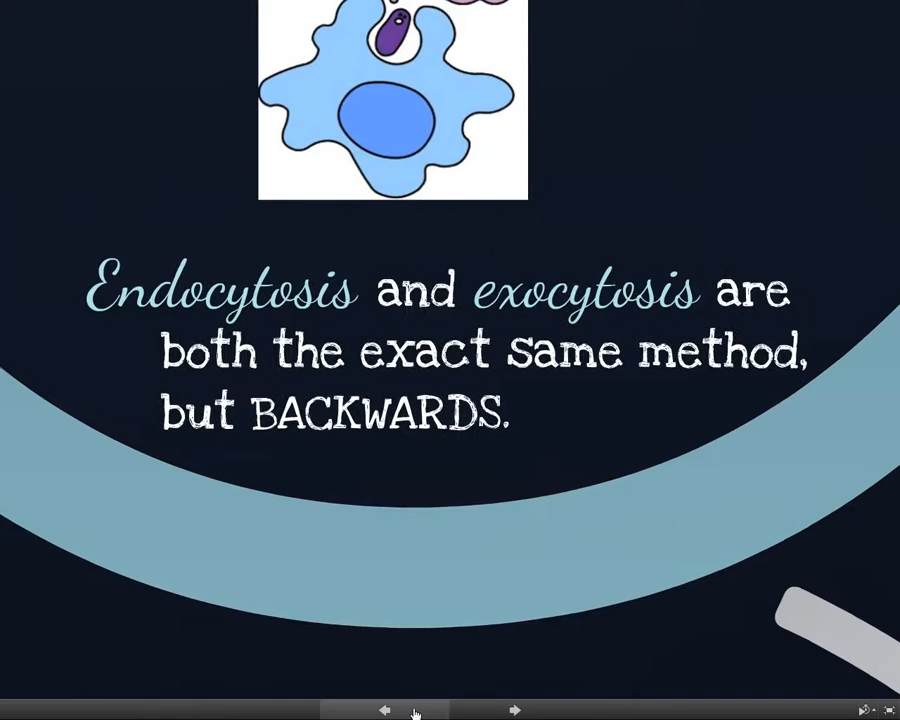 Endocytosis and exocytosis are
both the exact same method,
but BACKWARDS.